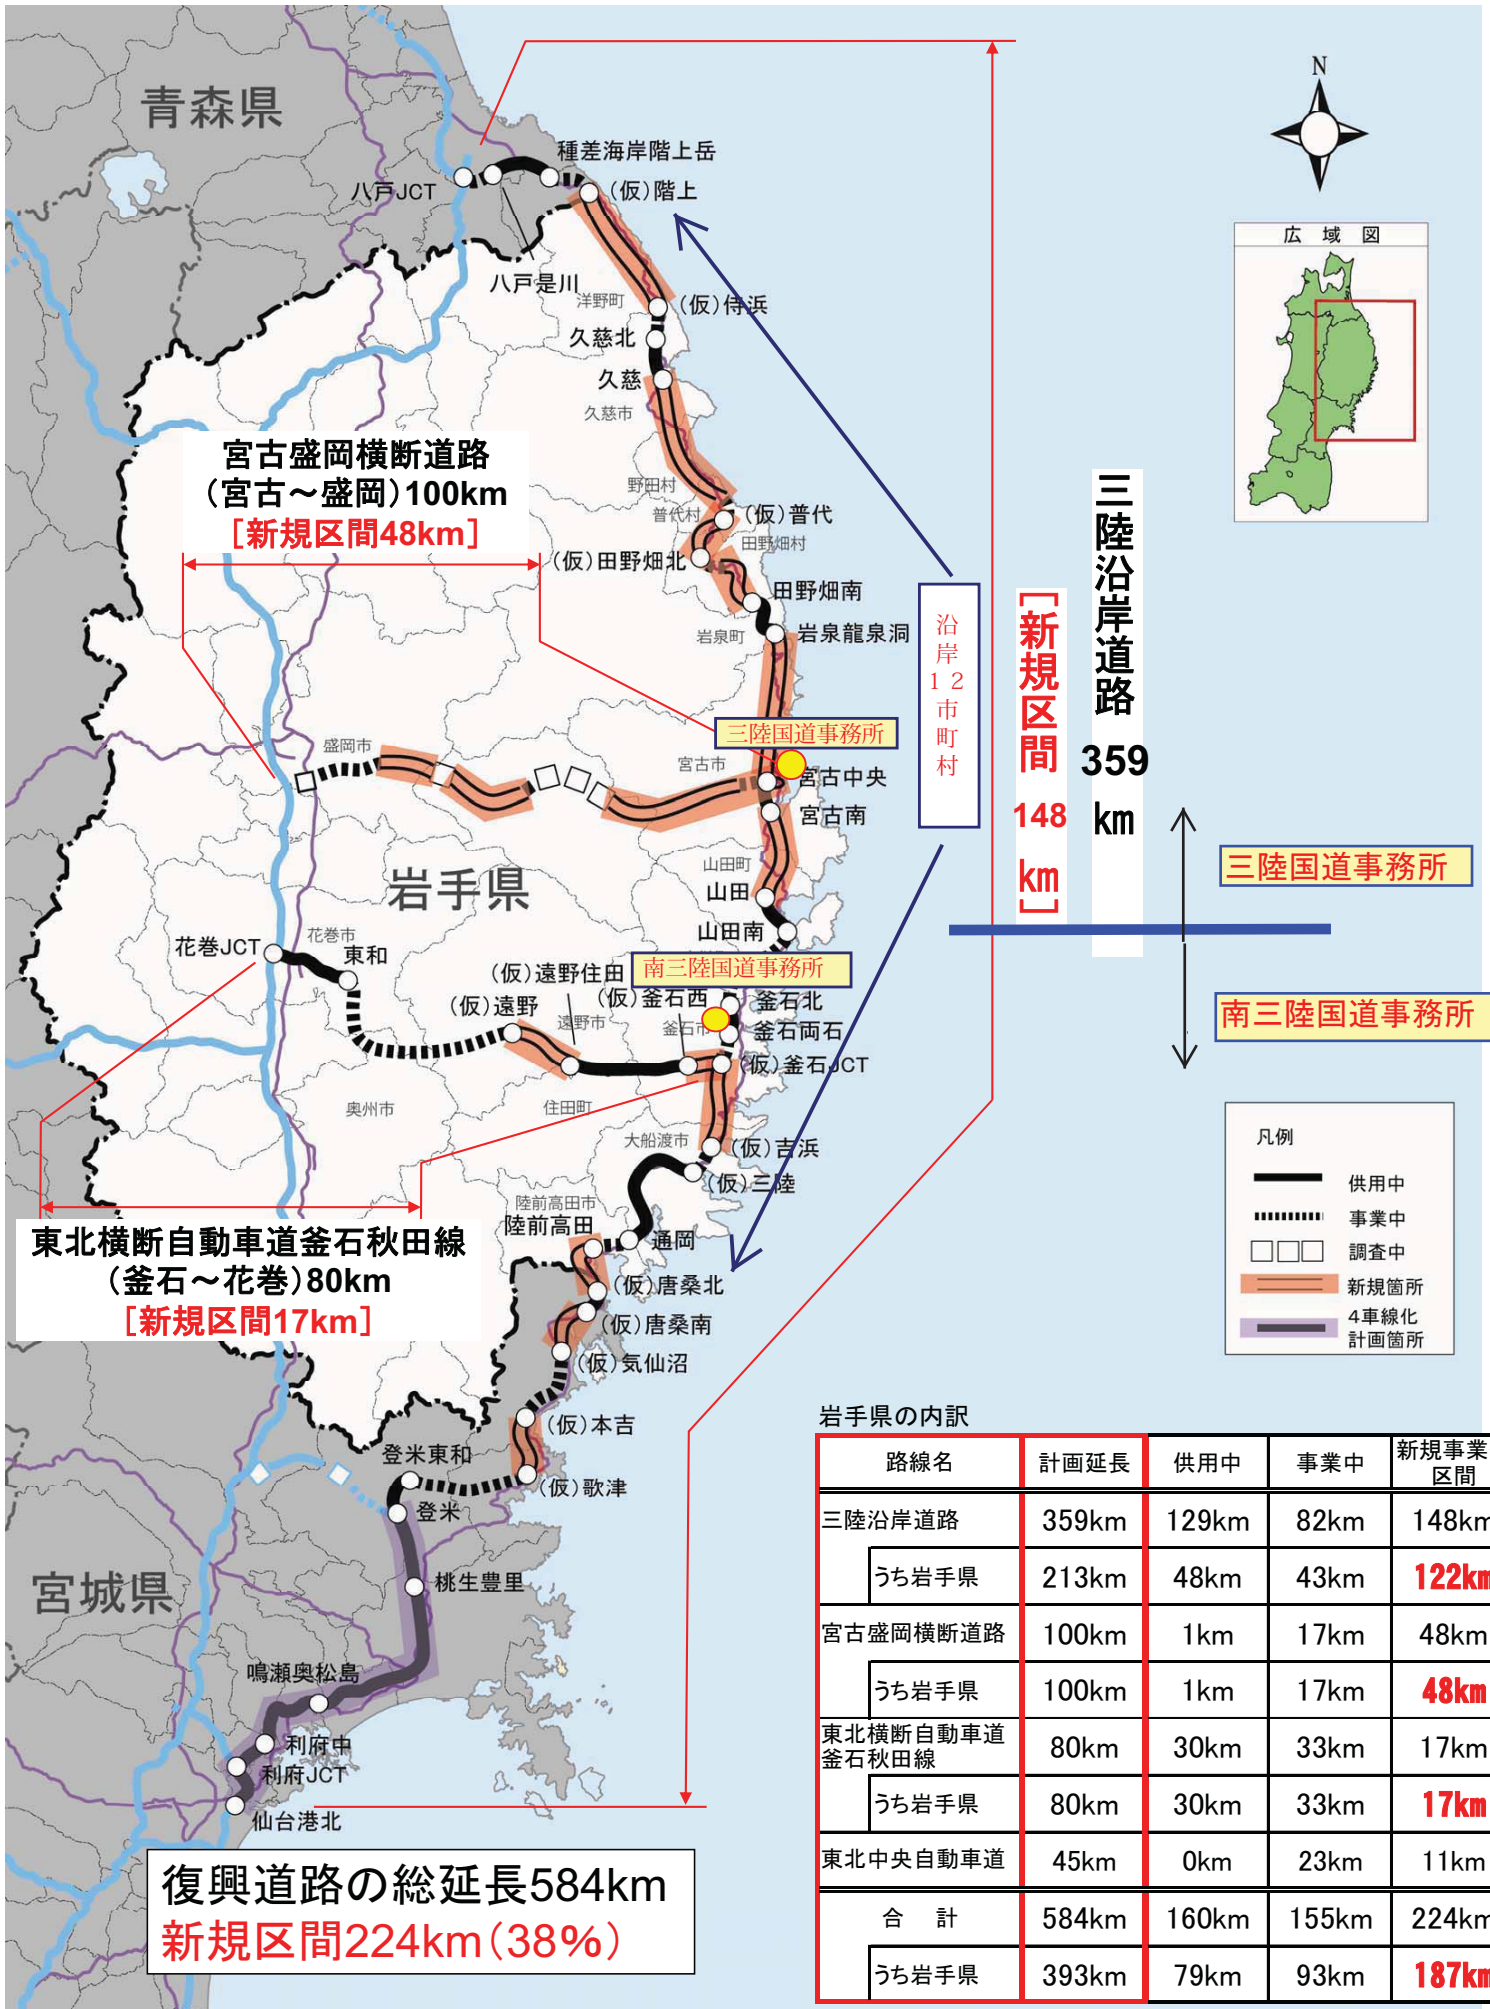 青森県
種差海岸階上岳
八戸JCT
(仮)階上
八戸是川
洋野町
(仮)侍浜
久慈北
久慈
久慈市
N
広 域 図
宮古盛岡横断道路
(宮古～盛岡)100km
[新規区間48km]
野田村
普代村
(仮)普代
田野畑村
(仮)田野畑北
田野畑南
岩泉町
岩泉龍泉洞
沿岸12市町村
[新規区間 148 km]
三陸沿岸道路 359 km
三陸国道事務所
盛岡市
宮古市
宮古中央
宮古南
山田町
山田
山田南
岩手県
三陸国道事務所
南三陸国道事務所
花巻JCT
花巻市
東和
(仮)遠野住田
南三陸国道事務所
(仮)釜石西
釜石北
(仮)遠野
遠野市
釜石市
釜石両石
(仮)釜石JCT
奥州市
住田町
大船渡市
(仮)吉浜
(仮)三陸
陸前高田市
陸前高田
通岡
東北横断自動車道釜石秋田線
(釜石～花巻)80km
[新規区間17km]
(仮)唐桑北
(仮)唐桑南
(仮)気仙沼
(仮)本吉
登米東和
(仮)歌津
登米
桃生豊里
宮城県
鳴瀬奥松島
利府中
利府JCT
仙台港北
凡例
供用中
事業中
調査中
新規箇所
4車線化
計画箇所
復興道路の総延長584km
新規区間224km(38%)
岩手県の内訳
路線名 計画延長 供用中 事業中 新規事業区間
三陸沿岸道路 359km 129km 82km 148km
うち岩手県 213km 48km 43km 122km
宮古盛岡横断道路 100km 1km 17km 48km
うち岩手県 100km 1km 17km 48km
東北横断自動車道釜石秋田線 80km 30km 33km 17km
うち岩手県 80km 30km 33km 17km
東北中央自動車道 45km 0km 23km 11km
合 計 584km 160km 155km 224km
うち岩手県 393km 79km 93km 187km